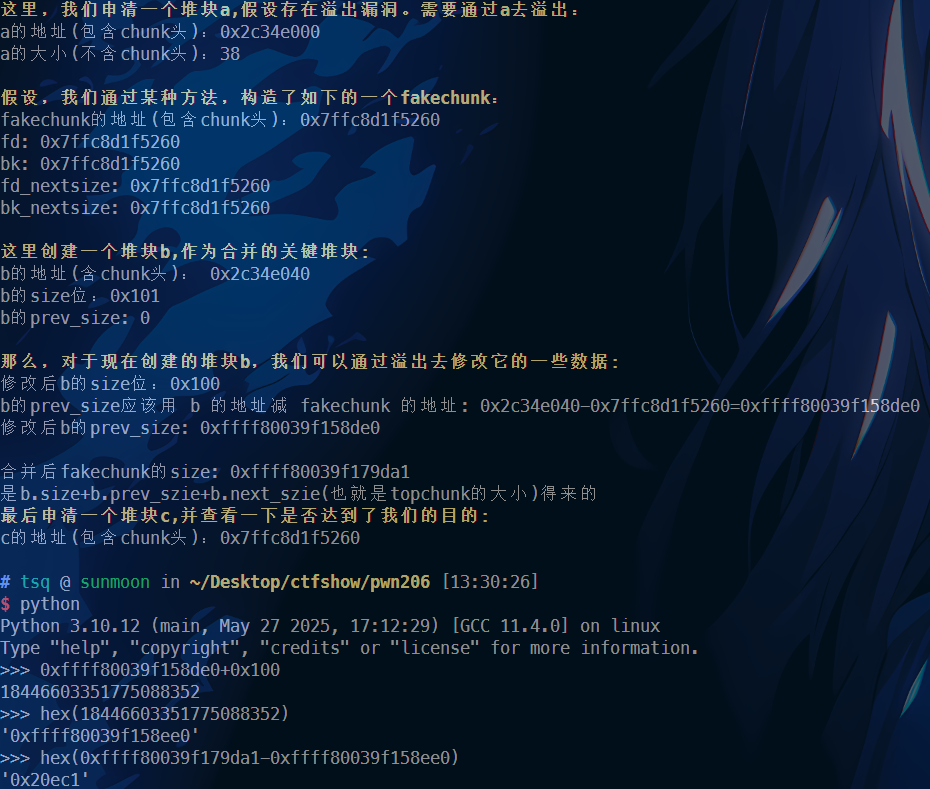 这里，我们申请一个堆块a,假设存在溢出漏洞。需要通过a去溢出：
a的地址(包含chunk头)：0x2c34e000
a的大小(不含chunk头)：38
假设，我们通过某种方法，构造了如下的一个fakechunk：
fakechunk的地址(包含chunk头)：0x7ffc8d1f5260
fd: 0x7ffc8d1f5260
bk: 0x7ffc8d1f5260
fd_nextsize: 0x7ffc8d1f5260
bk_nextsize: 0x7ffc8d1f5260
这里创建一个堆块b,作为合并的关键堆块：
b的地址(含chunk头)： 0x2c34e040
b的size位：0x101
b的prev_size: 0
那么，对于现在创建的堆块b，我们可以通过溢出去修改它的一些数据：
修改后b的size位：0x100
b的prev_size应该用 b 的地址减 fakechunk 的地址: 0x2c34e040-0x7ffc8d1f5260=0xffff80039f158de0
修改后b的prev_size: 0xffff80039f158de0
合并后fakechunk的size: 0xffff80039f179da1
是b.size+b.prev_szie+b.next_szie(也就是topchunk的大小)得来的
最后申请一个堆块c,并查看一下是否达到了我们的目的：
c的地址(包含chunk头)：0x7ffc8d1f5260
# tsq @ sunmoon in ~/Desktop/ctfshow/pwn206 [13:30:26]
$ python
Python 3.10.12 (main, May 27 2025, 17:12:29) [GCC 11.4.0] on linux
Type "help", "copyright", "credits" or "license" for more information.
>>> 0xffff80039f158de0+0x100
18446603351775088352
>>> hex(18446603351775088352)
'0xffff80039f158ee0'
>>> hex(0xffff80039f179da1-0xffff80039f158ee0)
'0x20ec1'